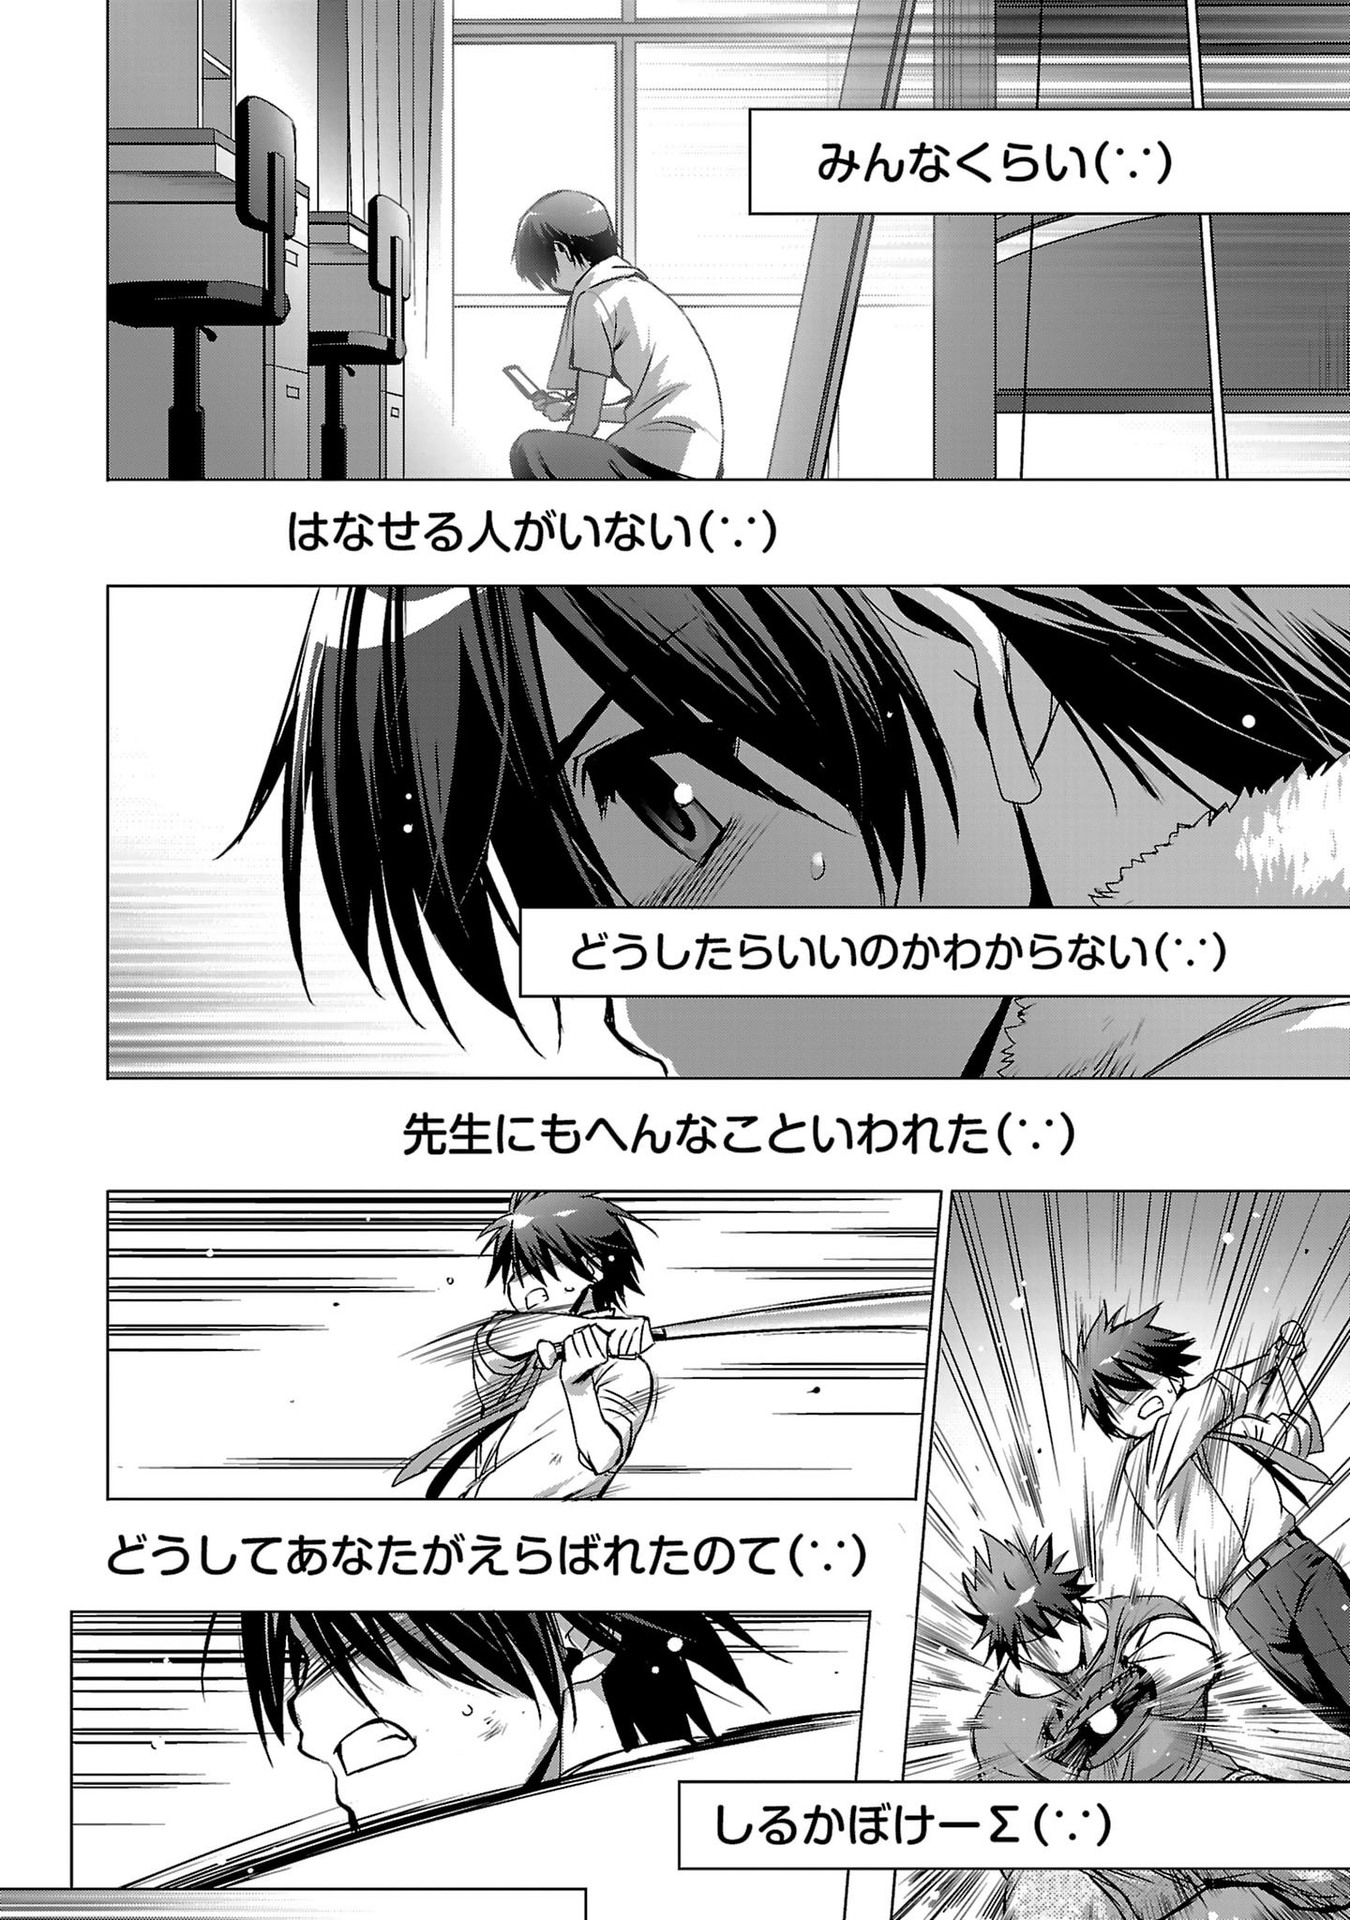 みんなくらい(∵)
はなせる人がいない(∵)
どうしたらいいのかわからない(∵)
先生にもへんなこといわれた(∵)
どうしてあなたがえらばれたのて(∵)
しるかぼけーΣ(∵)